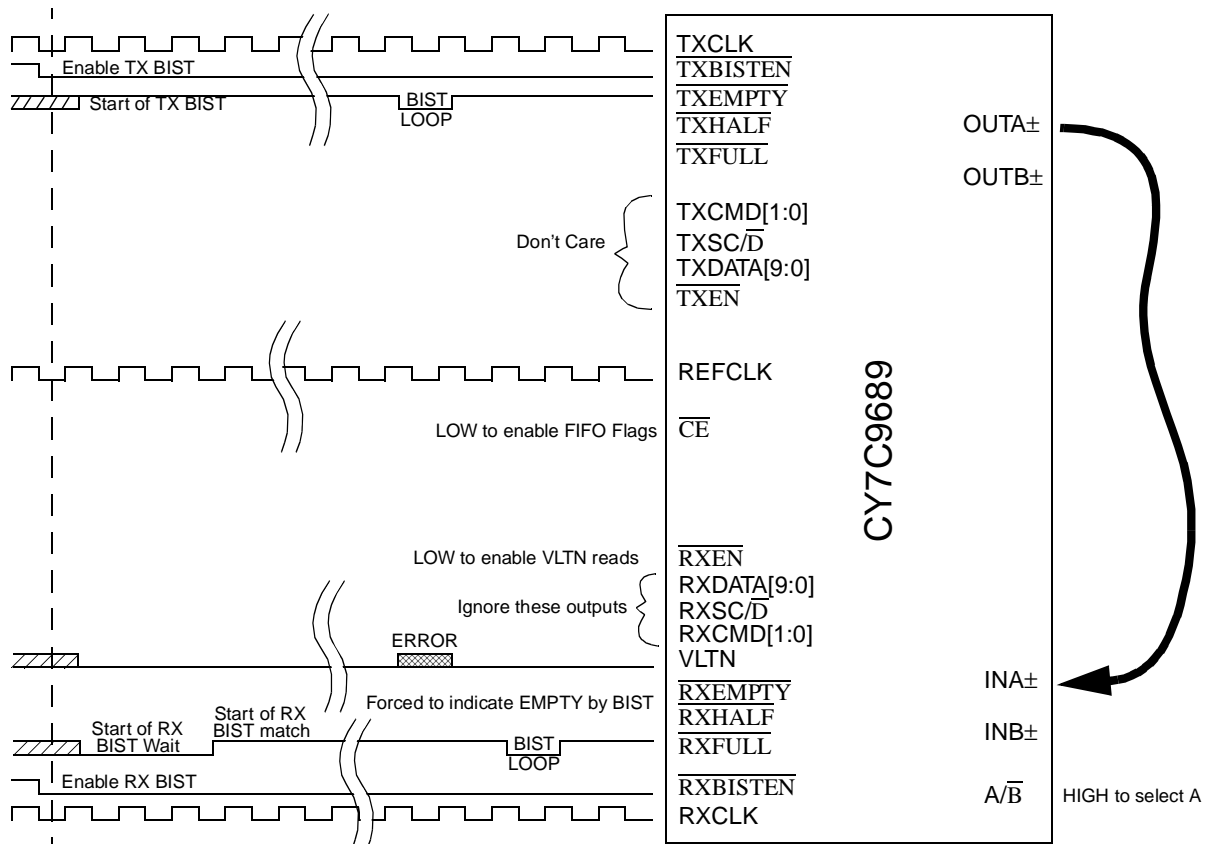 TXCLK
Enable TX BIST
TXBISTEN
Start of TX BIST
BIST
LOOP
TXEMPTY
TXHALF
OUTA±
TXFULL
OUTB±
Don't Care
TXCMD[1:0]
TXSC/D
TXDATA[9:0]
TXEN
REFCLK
LOW to enable FIFO Flags
CE
CY7C9689
LOW to enable VLTN reads
RXEN
RXDATA[9:0]
Ignore these outputs
RXSC/D
RXCMD[1:0]
ERROR
VLTN
INA±
Forced to indicate EMPTY by BIST
RXEMPTY
RXHALF
Start of RX
BIST Wait
Start of RX
BIST match
BIST
LOOP
RXFULL
INB±
Enable RX BIST
RXBISTEN
A/B
HIGH to select A
RXCLK